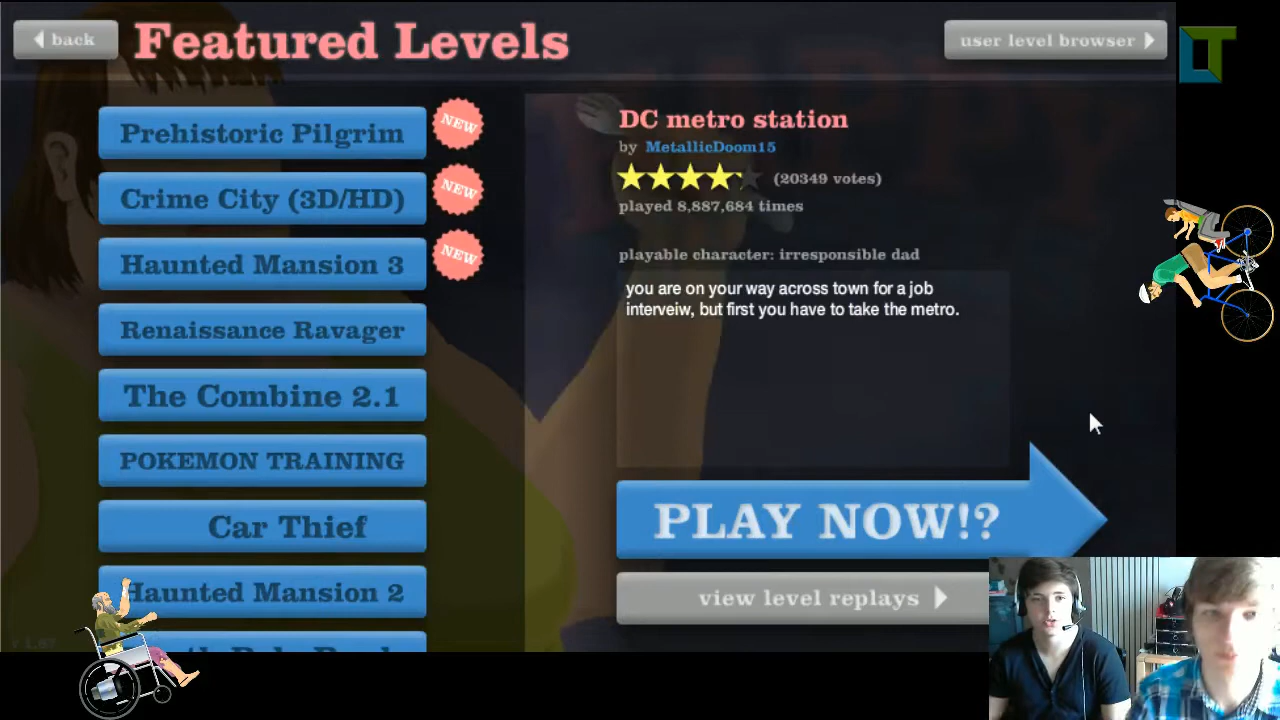 back
Featured Levels
user level browser
LT
Prehistoric Pilgrim
NEW
Crime City (3D/HD)
NEW
Haunted Mansion 3
NEW
Renaissance Ravager
The Combine 2.1
POKEMON TRAINING
Car Thief
Haunted Mansion 2
DC metro station
by MetallicDoom15
(20349 votes)
played 8,887,684 times
playable character: irresponsible dad
you are on your way across town for a job
interveiw, but first you have to take the metro.
PLAY NOW!?
view level replays